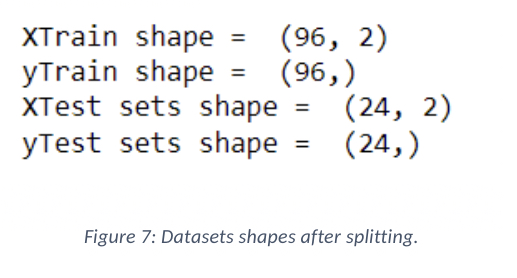 XTrain shape =  (96, 2)
yTrain shape =  (96,)
XTest sets shape =  (24, 2)
yTest sets shape =  (24,)
Figure 7: Datasets shapes after splitting.